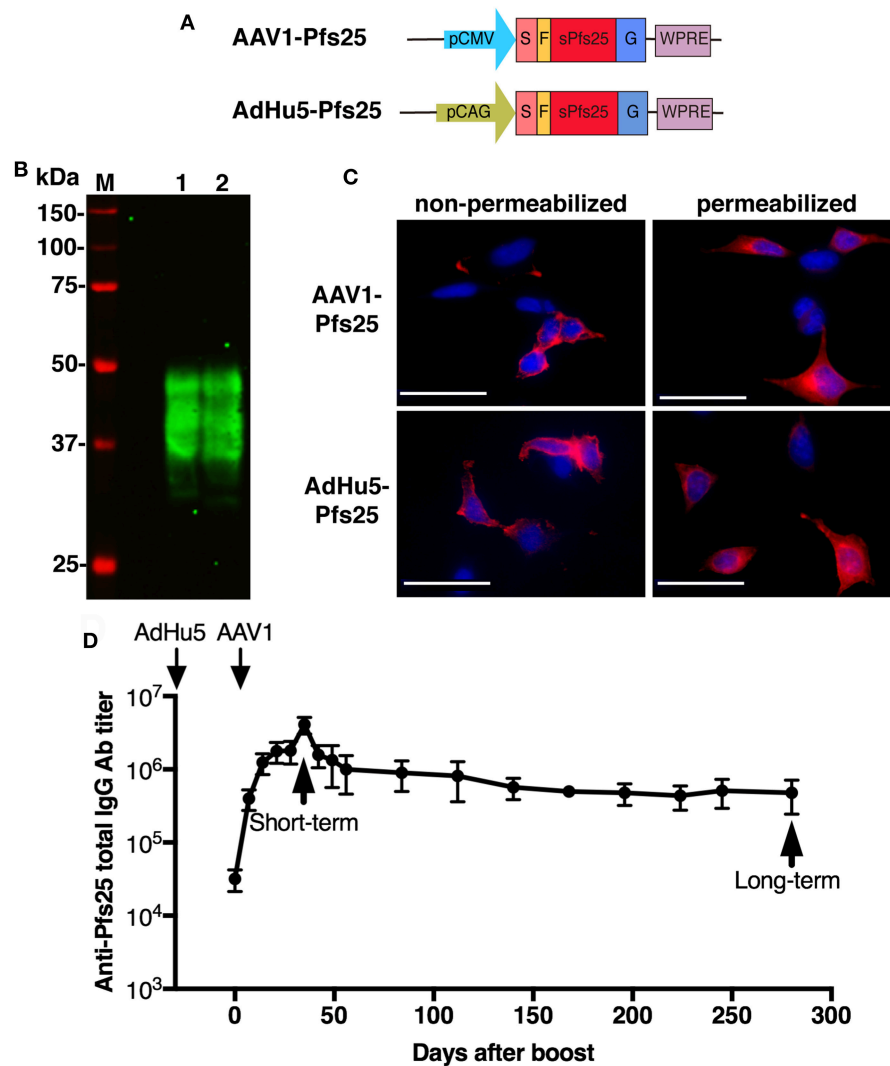 A
AAV1-Pfs25
pCMV S F sPfs25 G WPRE
AdHu5-Pfs25
pCAG S F sPfs25 G WPRE
B
kDa M 1 2
150-
100-
75-
50-
37-
25-
C
non-permeabilized permeabilized
AAV1-
Pfs25
AdHu5-
Pfs25
D
AdHu5 AAV1
Anti-Pfs25 total IgG Ab titer
10⁷
10⁶
10⁵
10⁴
10³
Short-term
Long-term
0 50 100 150 200 250 300
Days after boost